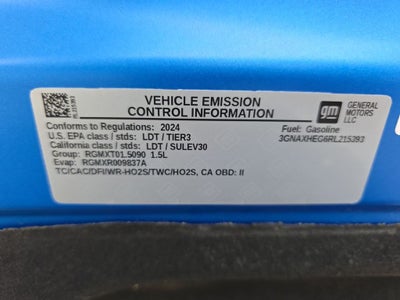 VEHICLE EMISSION
CONTROL INFORMATION
gm
GENERAL
MOTORS
LLC
Conforms to Regulations: 2024
U.S. EPA class / stds: LDT / TIER3
California class / stds: LDT / SULEV30
Group: RGMXT01.5090 1.5L
Evap: RGMXR009837A
TC/CAC/DFI/WR-HO2S/TWC/HO2S, CA OBD: II
Fuel: Gasoline
3GNAXHEG6RL215393